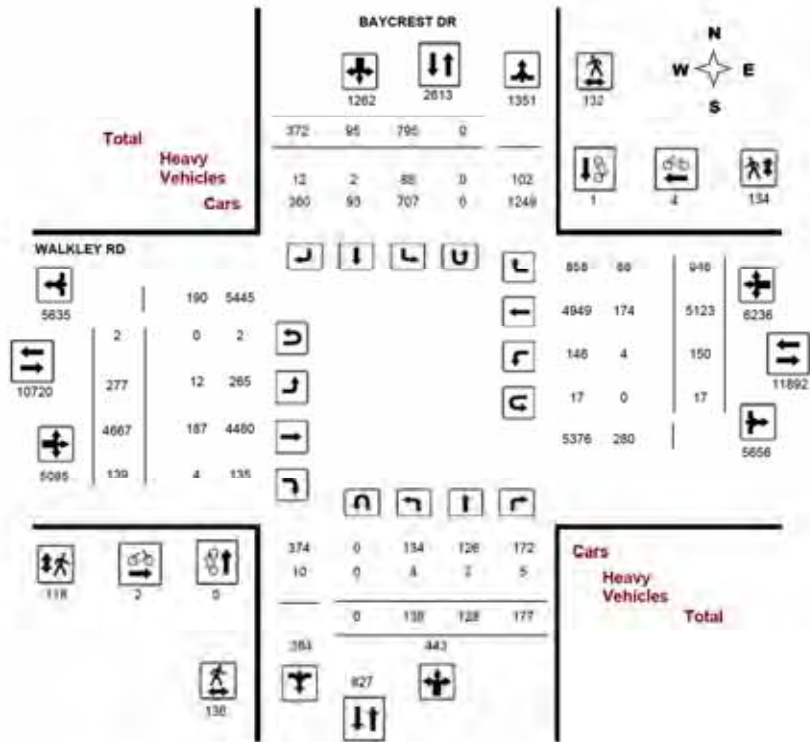 BAYCREST DR
N
W E
S
1262 2613 1351 132
372 95 795 0
Total
Heavy
Vehicles
12 2 88 0 102
Cars
360 93 707 0 1249
1 4 134
WALKLEY RD
5635
190 5445
2 0 2
10720
277 12 265
4667 187 4480
5085
139 4 135
858 88 946
6236
4949 174 5123
146 4 150
11892
17 0 17
5376 280
5656
374 0 134 126 172
10 0 4 2 5
0 138 128 177
384 443
827
118 2 0
Cars
Heavy
Vehicles
Total